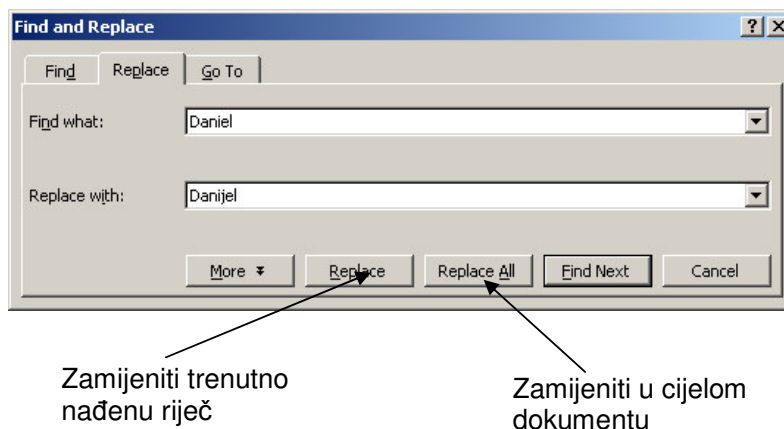 Find and Replace
Find Replace Go To
Find what: Daniel
Replace with: Danijel
More Replace Replace All Find Next Cancel
Zamijeniti trenutno
nađenu riječ
Zamijeniti u cijelom
dokumentu